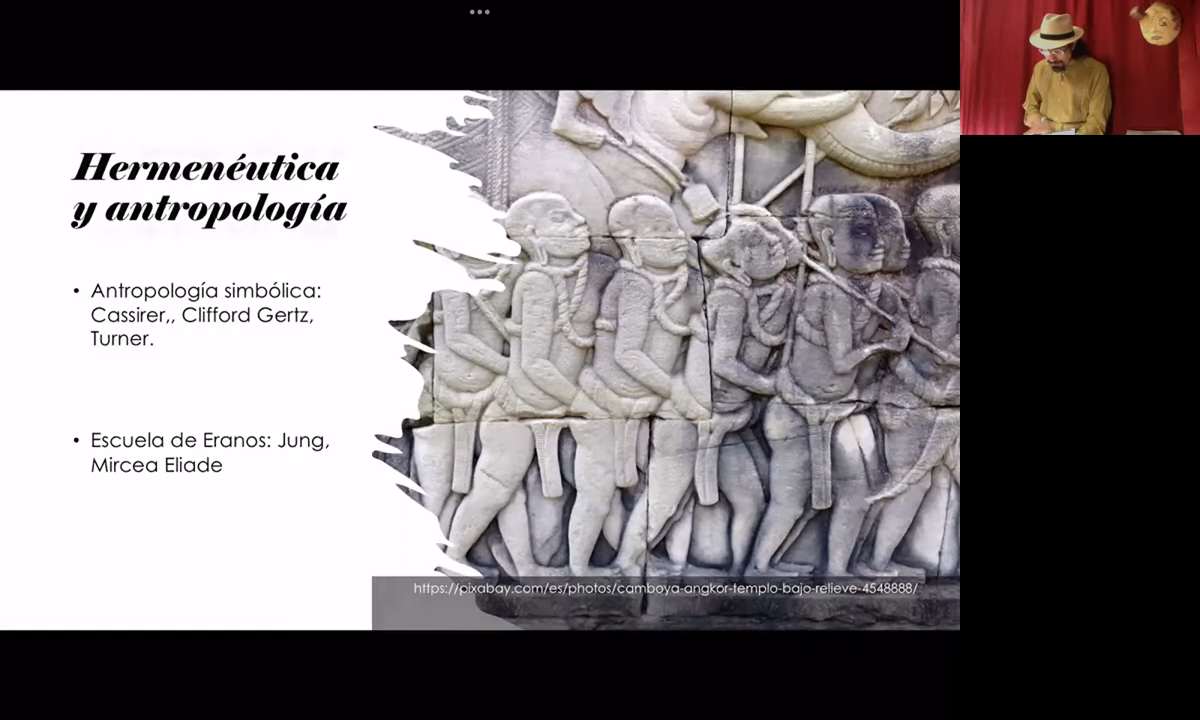 Hermenéutica
y antropología
• Antropología simbólica:
Cassirer,, Clifford Gertz,
Turner.
• Escuela de Eranos: Jung,
Mircea Eliade
https://pixabay.com/es/photos/camboya-angkor-templo-bajo-relieve-4548888/